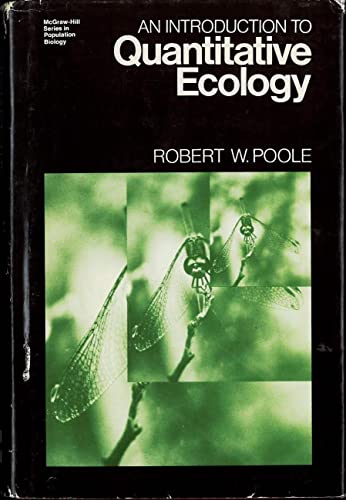 McGraw-Hill
Series in
Population
Biology
AN INTRODUCTION TO
Quantitative
Ecology
ROBERT W. POOLE